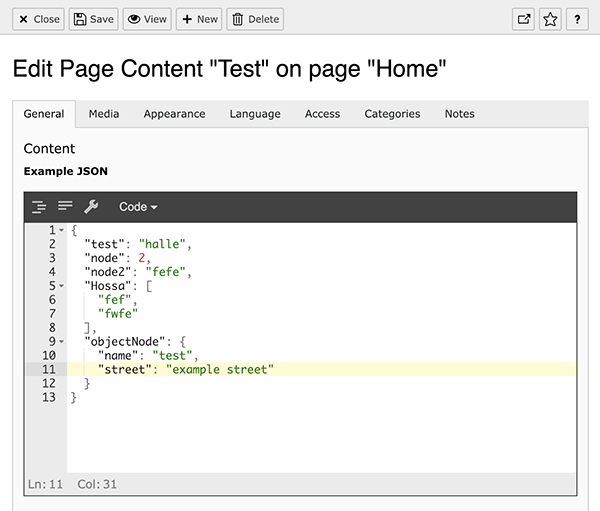 Close Save View + New Delete ?
Edit Page Content "Test" on page "Home"
General Media Appearance Language Access Categories Notes
Content
Example JSON
Code
1 {
2 "test": "halle",
3 "node": 2,
4 "node2": "fefe",
5 "Hossa": [
6 "fef",
7 "fwfe"
8 ],
9 "objectNode": {
10 "name": "test",
11 "street": "example street"
12 }
13 }
Ln: 11 Col: 31